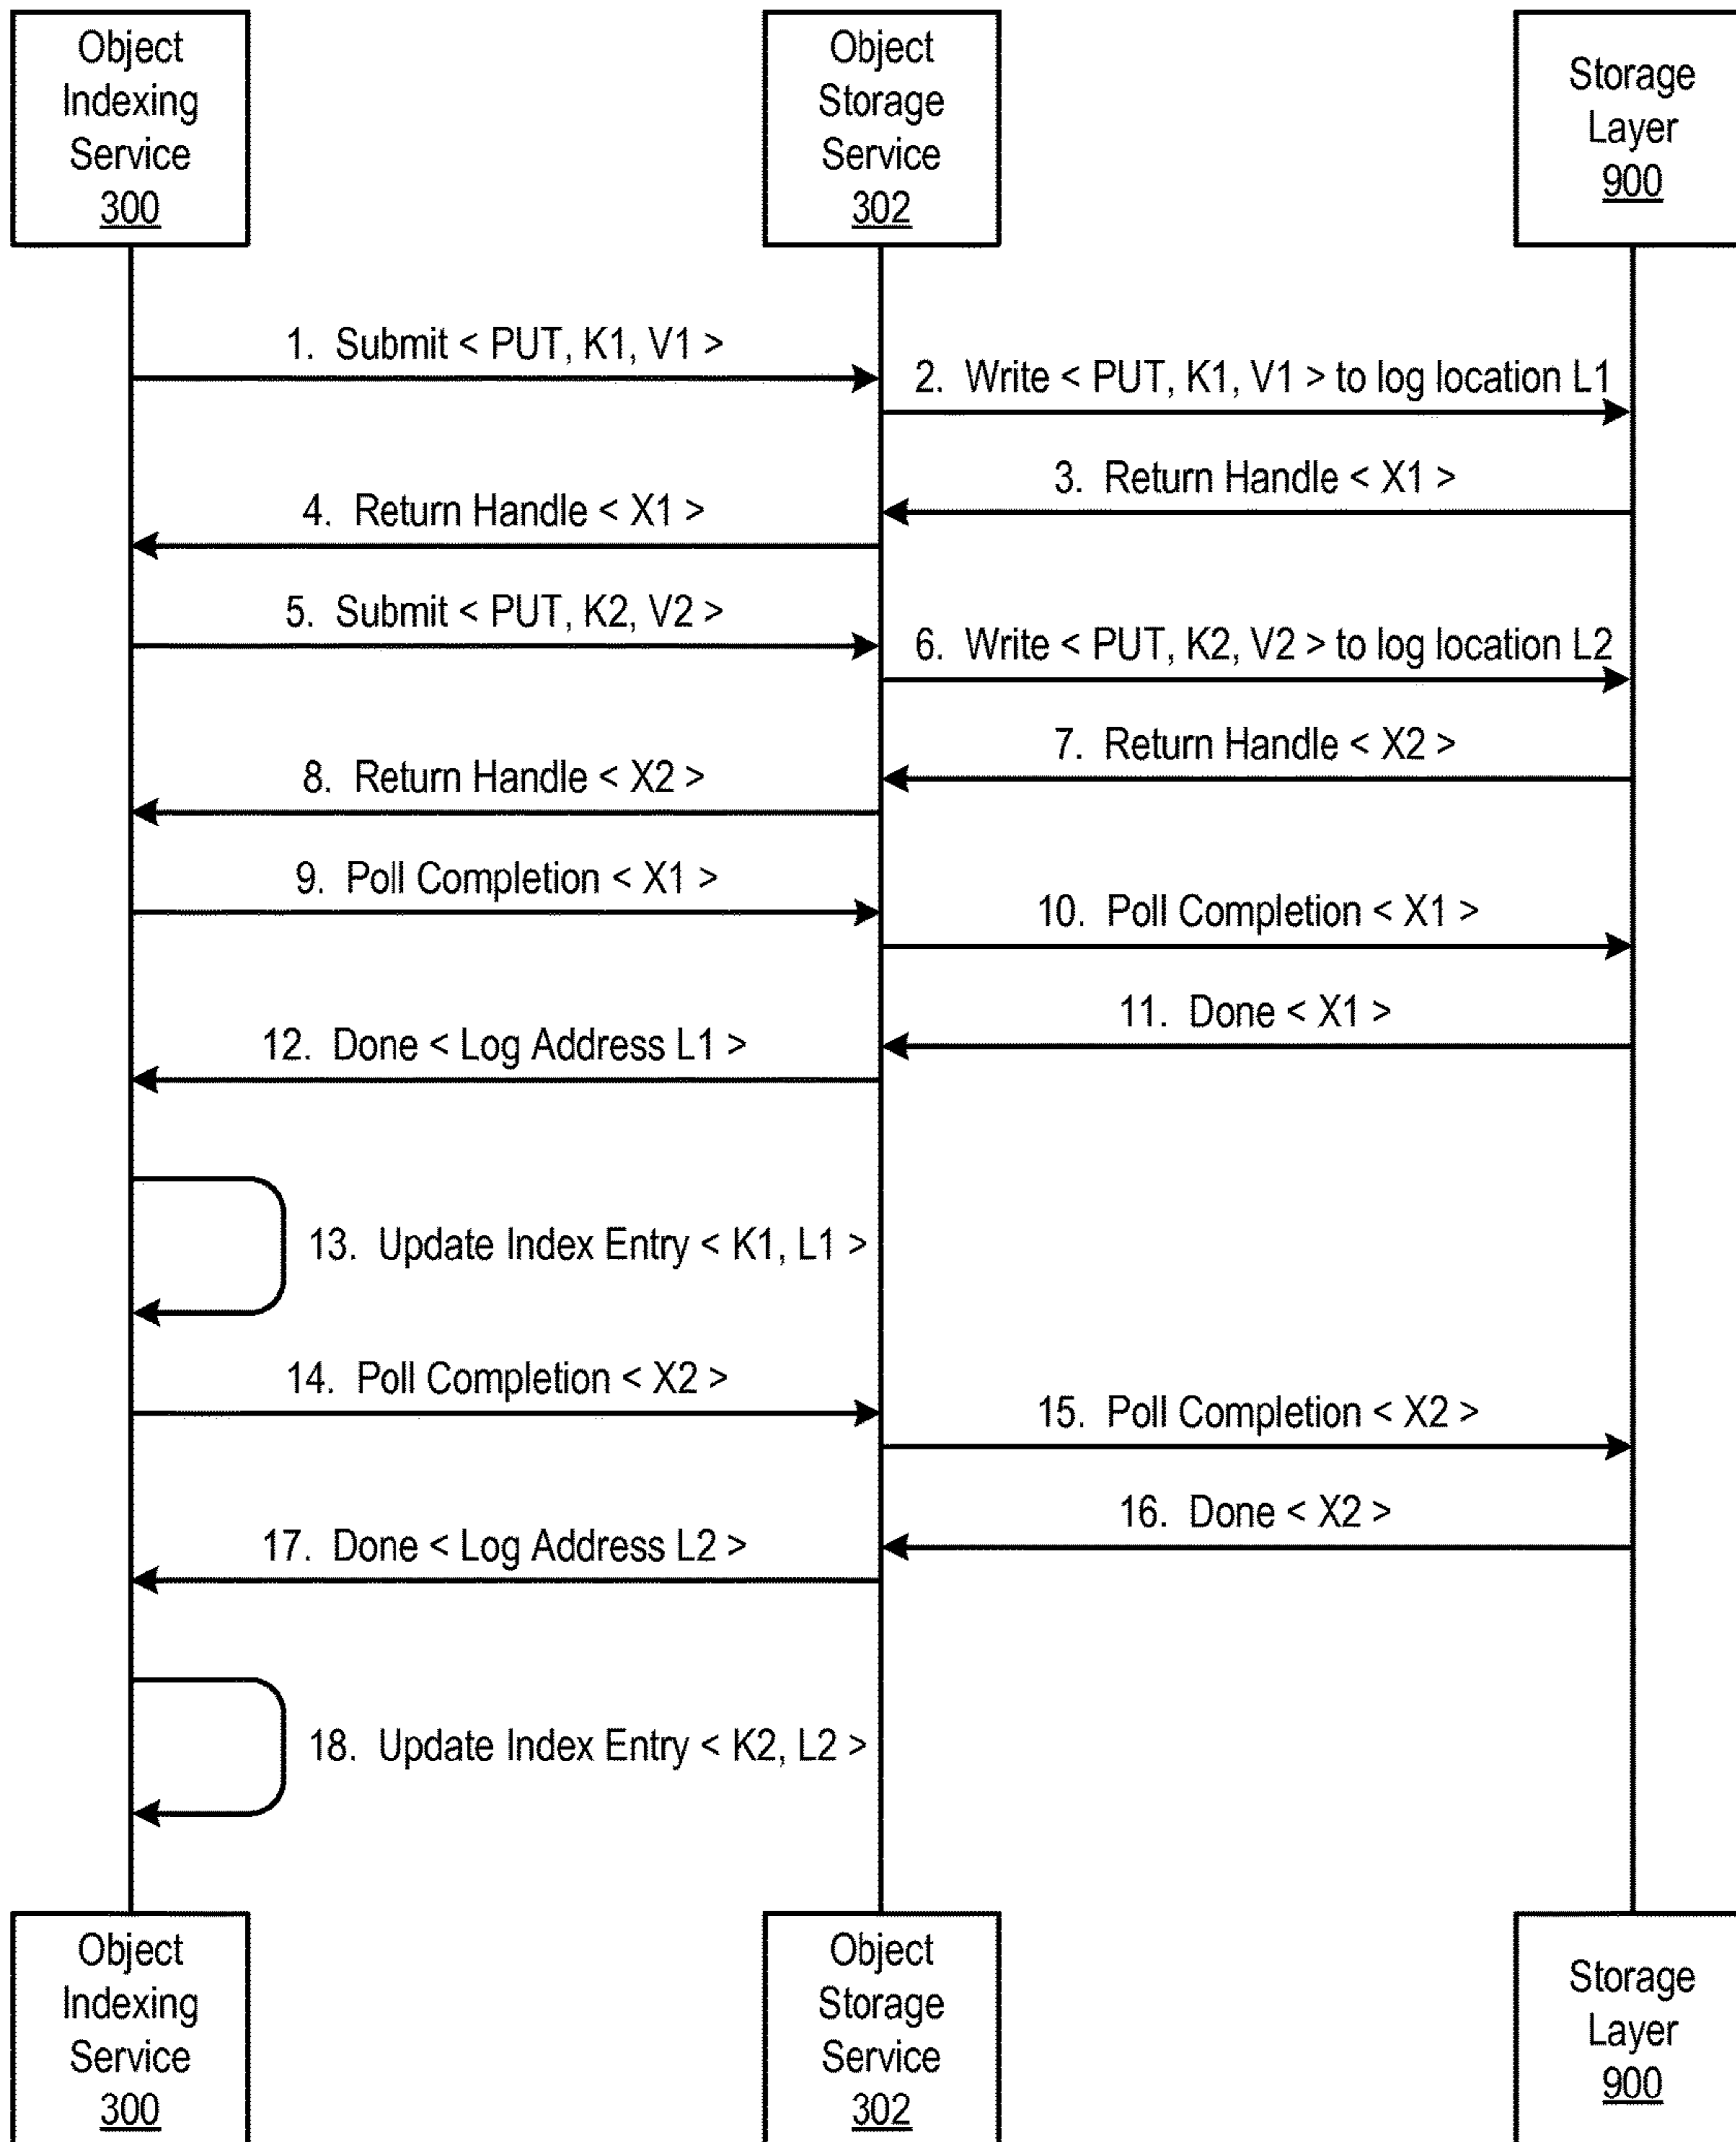 Object
Indexing
Service
300
Object
Storage
Service
302
Storage
Layer
900
1. Submit < PUT, K1, V1 >
2. Write < PUT, K1, V1 > to log location L1
3. Return Handle < X1 >
4. Return Handle < X1 >
5. Submit < PUT, K2, V2 >
6. Write < PUT, K2, V2 > to log location L2
7. Return Handle < X2 >
8. Return Handle < X2 >
9. Poll Completion < X1 >
10. Poll Completion < X1 >
11. Done < X1 >
12. Done < Log Address L1 >
13. Update Index Entry < K1, L1 >
14. Poll Completion < X2 >
15. Poll Completion < X2 >
16. Done < X2 >
17. Done < Log Address L2 >
18. Update Index Entry < K2, L2 >
Object
Indexing
Service
300
Object
Storage
Service
302
Storage
Layer
900